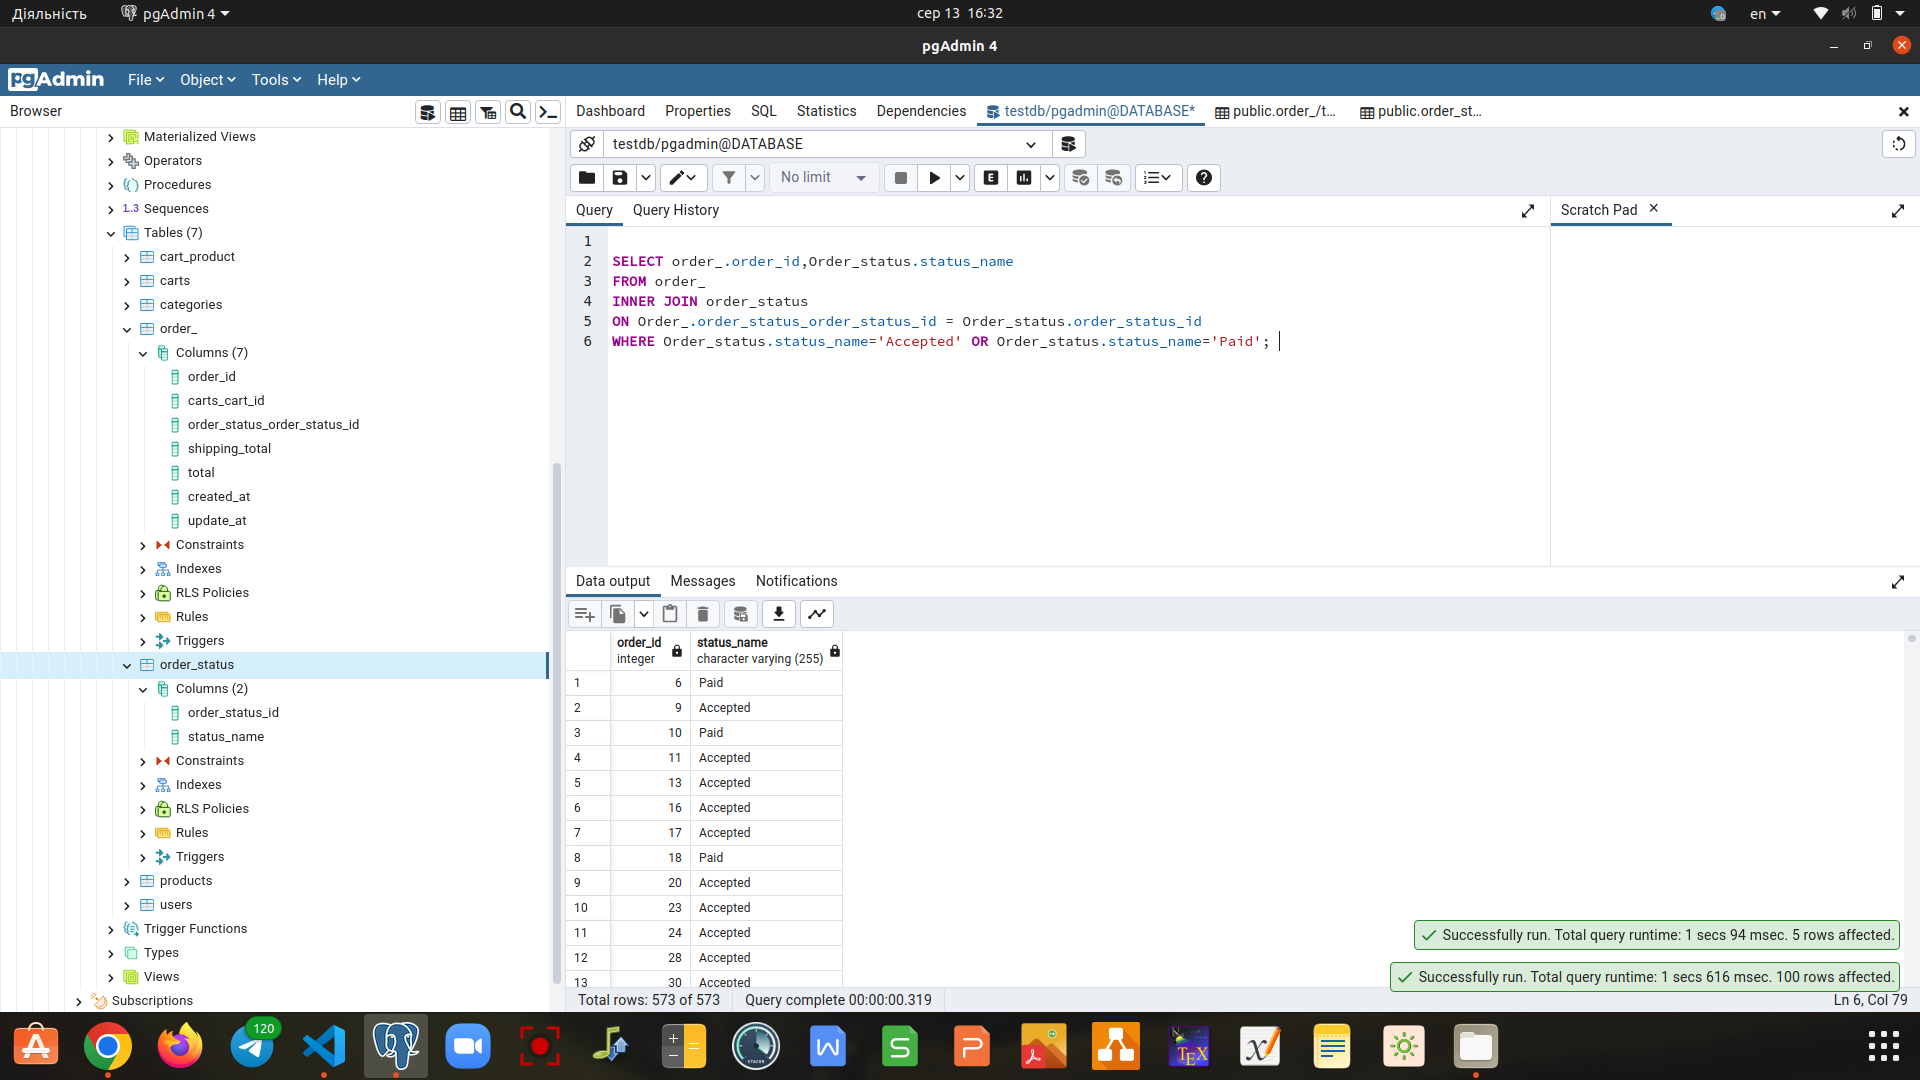 Діяльність
pgAdmin 4
сер 13  16:32
en
pgAdmin 4
pgAdmin
File
Object
Tools
Help
Browser
Dashboard
Properties
SQL
Statistics
Dependencies
testdb/pgadmin@DATABASE*
public.order_/t...
public.order_st...
testdb/pgadmin@DATABASE
No limit
E
Query
Query History
Scratch Pad
1
2 SELECT order_.order_id,Order_status.status_name
3 FROM order_
4 INNER JOIN order_status
5 ON Order_.order_status_order_status_id = Order_status.order_status_id
6 WHERE Order_status.status_name='Accepted' OR Order_status.status_name='Paid';
Materialized Views
Operators
Procedures
1..3 Sequences
Tables (7)
cart_product
carts
categories
order_
Columns (7)
order_id
carts_cart_id
order_status_order_status_id
shipping_total
total
created_at
update_at
Constraints
Indexes
RLS Policies
Rules
Triggers
order_status
Columns (2)
order_status_id
status_name
Constraints
Indexes
RLS Policies
Rules
Triggers
products
users
Trigger Functions
Types
Views
Subscriptions
Data output
Messages
Notifications
order_id integer
status_name character varying (255)
1 6 Paid
2 9 Accepted
3 10 Paid
4 11 Accepted
5 13 Accepted
6 16 Accepted
7 17 Accepted
8 18 Paid
9 20 Accepted
10 23 Accepted
11 24 Accepted
12 28 Accepted
13 30 Accepted
Successfully run. Total query runtime: 1 secs 94 msec. 5 rows affected.
Successfully run. Total query runtime: 1 secs 616 msec. 100 rows affected.
Total rows: 573 of 573
Query complete 00:00:00.319
Ln 6, Col 79
120
STACER
W
S
P
TEX
X